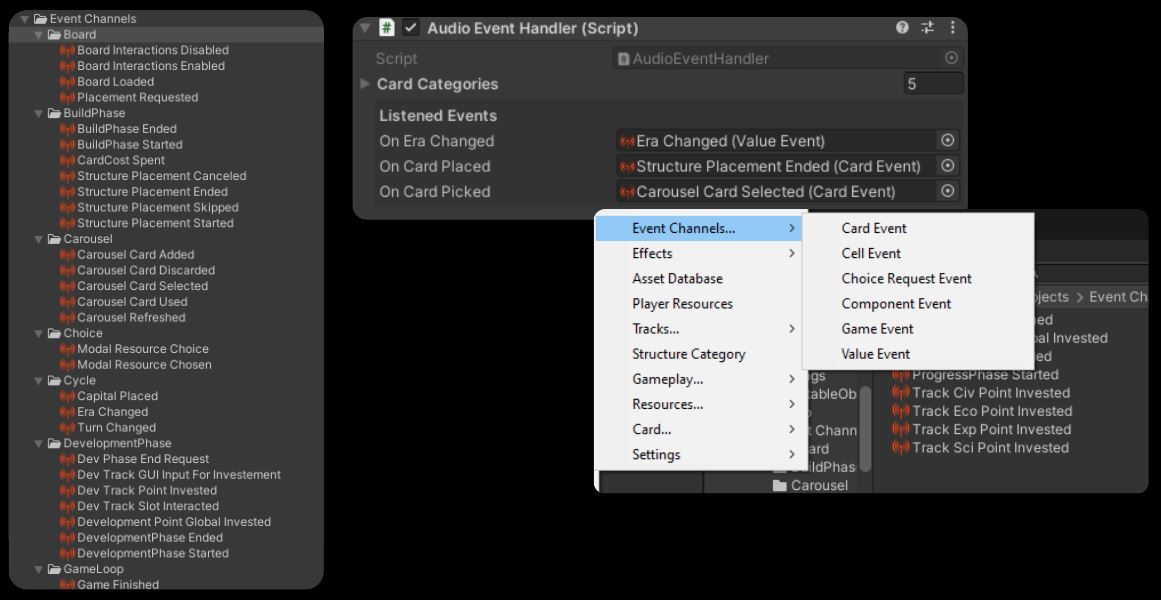 Event Channels
Board
Board Interactions Disabled
Board Interactions Enabled
Board Loaded
Placement Requested
BuildPhase
BuildPhase Ended
BuildPhase Started
CardCost Spent
Structure Placement Canceled
Structure Placement Ended
Structure Placement Skipped
Structure Placement Started
Carousel
Carousel Card Added
Carousel Card Discarded
Carousel Card Selected
Carousel Card Used
Carousel Refreshed
Choice
Modal Resource Choice
Modal Resource Chosen
Cycle
Capital Placed
Era Changed
Turn Changed
DevelopmentPhase
Dev Phase End Request
Dev Track GUI Input For Investement
Dev Track Point Invested
Dev Track Slot Interacted
Development Point Global Invested
DevelopmentPhase Ended
DevelopmentPhase Started
GameLoop
Game Finished
# Audio Event Handler (Script)
Script # AudioEventHandler
Card Categories 5
Listened Events
On Era Changed Era Changed (Value Event)
On Card Placed Structure Placement Ended (Card Event)
On Card Picked Carousel Card Selected (Card Event)
Event Channels... >
Effects >
Asset Database
Player Resources
Tracks... >
Structure Category
Gameplay... >
Resources... >
Card... >
Settings >
Card Event
Cell Event
Choice Request Event
Component Event
Game Event
Value Event
ojects > Event Ch
ed
bal Invested
ed
ProgressPhase Started
Track Civ Point Invested
Track Eco Point Invested
Track Exp Point Invested
Track Sci Point Invested
gs
tableOb
t Chann
ard
BuildPhas
Carousel